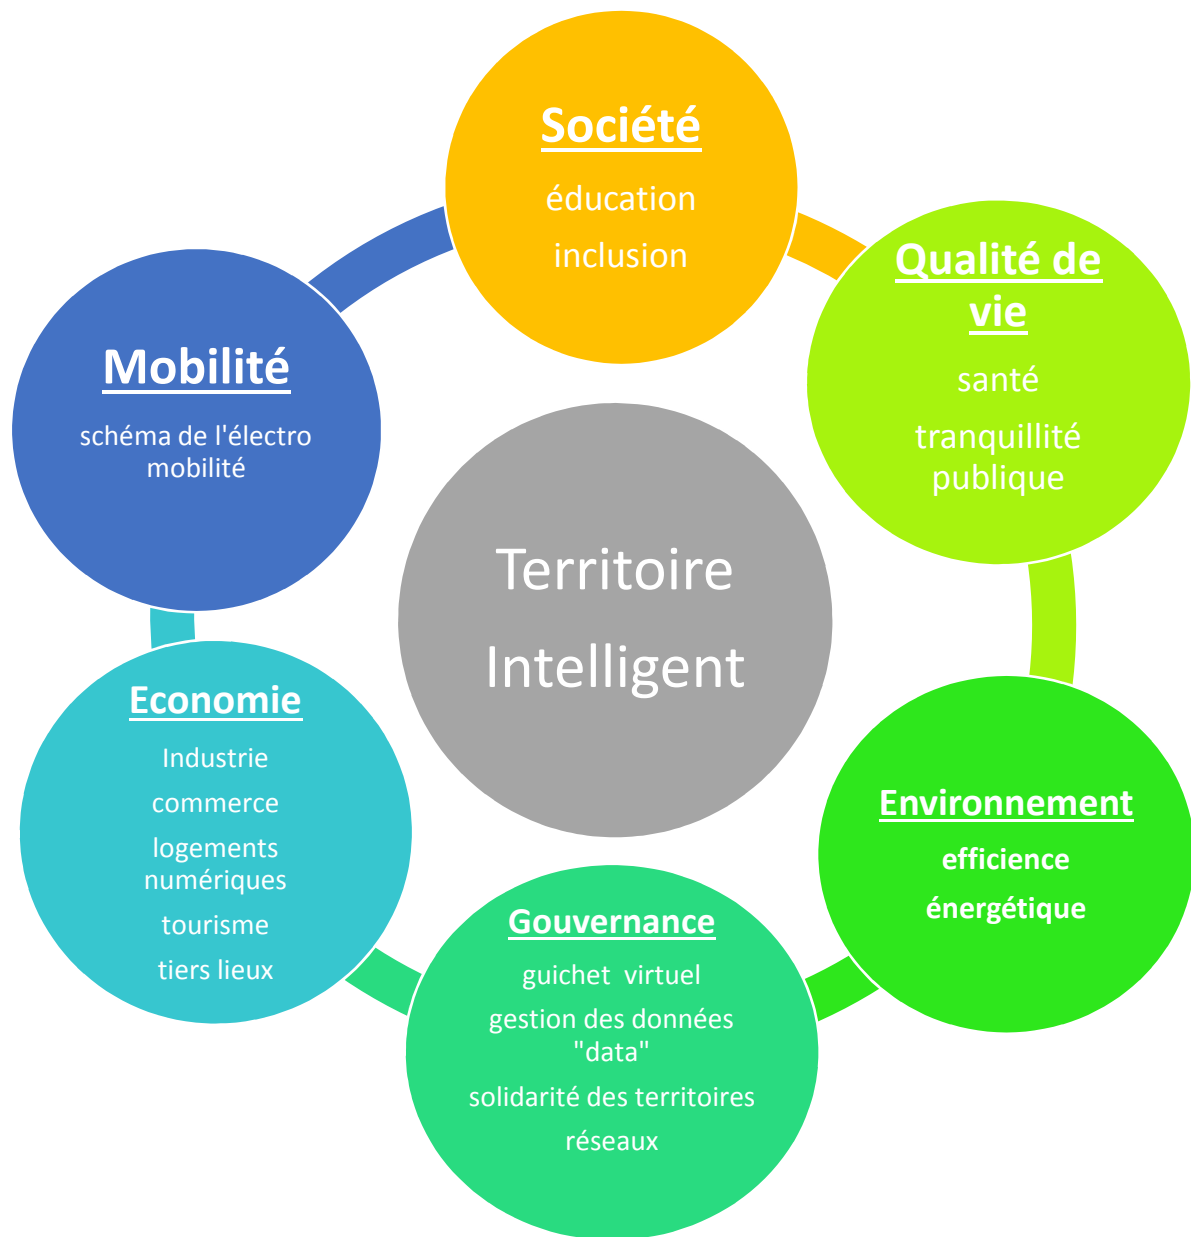 Société
éducation
inclusion
Qualité de
vie
santé
tranquillité
publique
Environnement
efficience
énergétique
Gouvernance
guichet  virtuel
gestion des données
"data"
solidarité des territoires
réseaux
Economie
Industrie
commerce
logements
numériques
tourisme
tiers lieux
Mobilité
schéma de l'électro
mobilité
Territoire
Intelligent